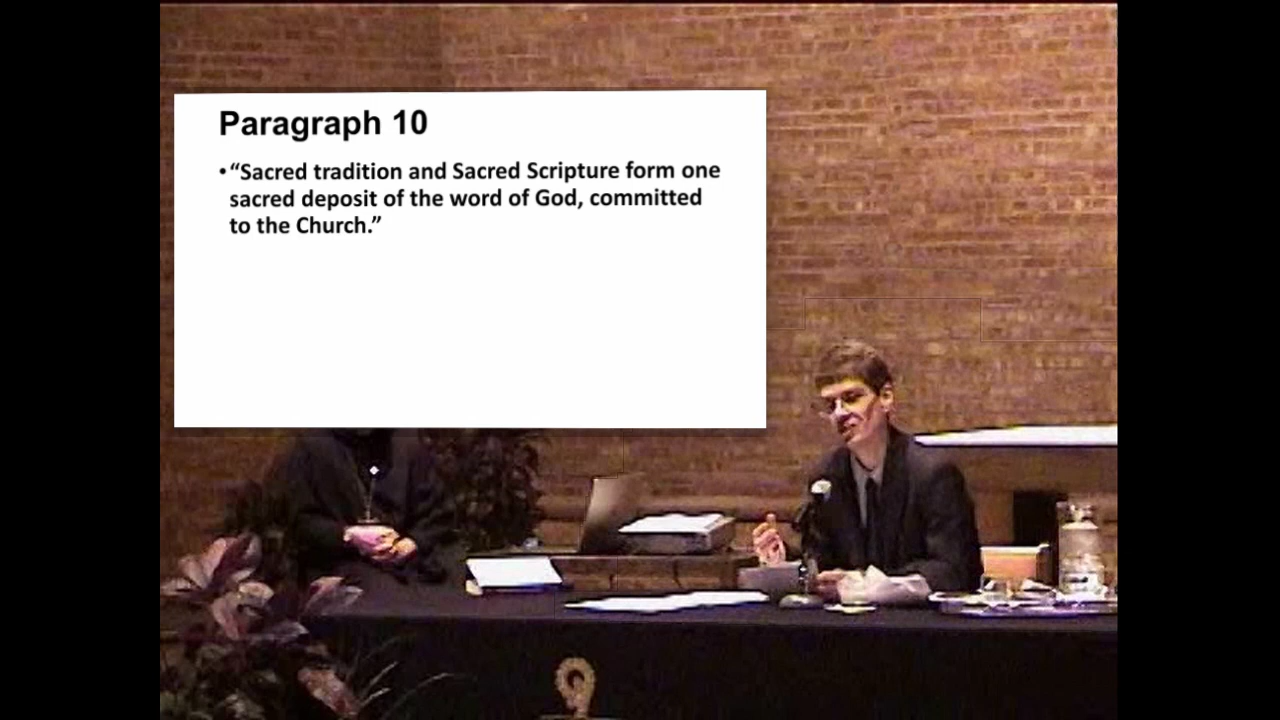 Paragraph 10
• “Sacred tradition and Sacred Scripture form one
sacred deposit of the word of God, committed
to the Church.”